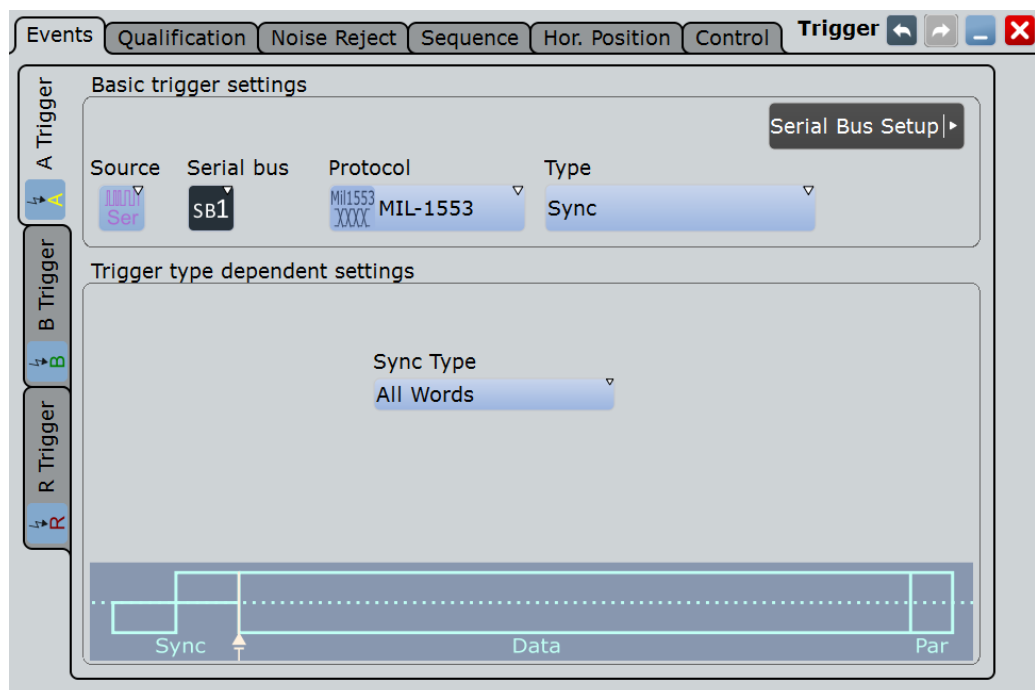 Events Qualification Noise Reject Sequence Hor. Position Control Trigger
A Trigger
A
B Trigger
B
R Trigger
R
Basic trigger settings
Serial Bus Setup
Source Serial bus Protocol Type
Ser SB1 Mil1553 XXXX MIL-1553 Sync
Trigger type dependent settings
Sync Type
All Words
Sync Data Par